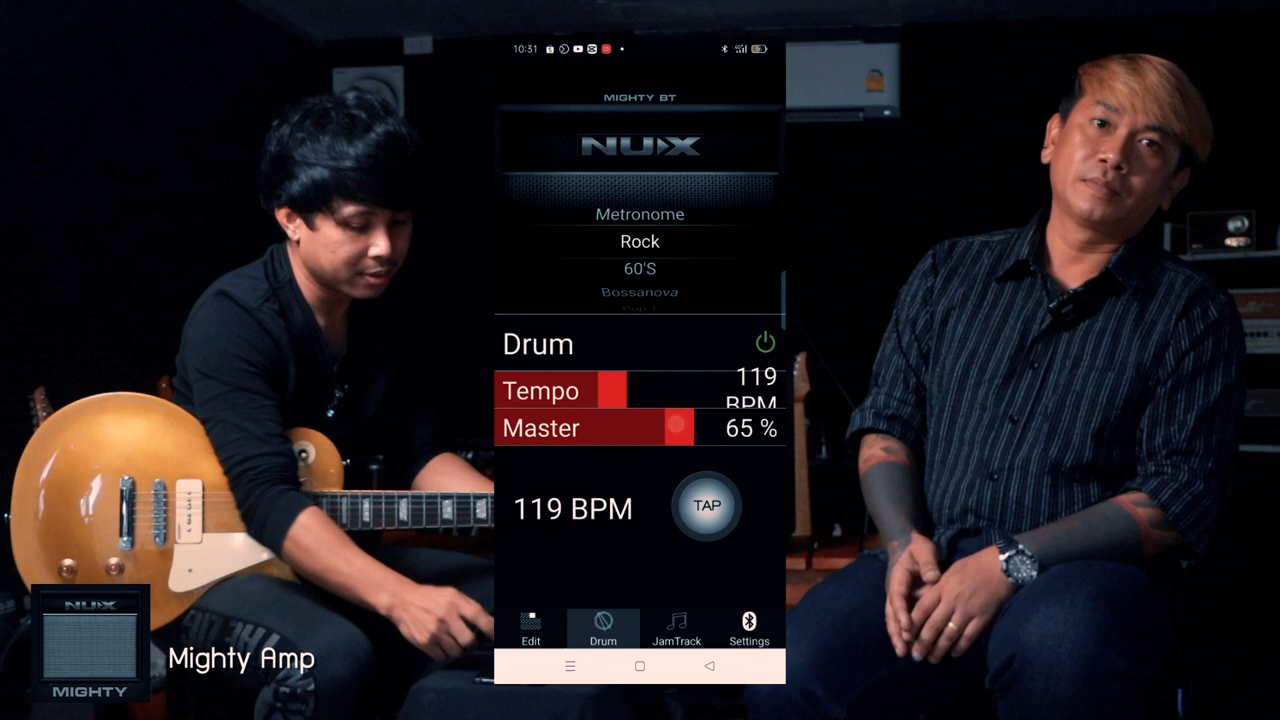 10:31
MIGHTY BT
NUX
Metronome
Rock
60'S
Bossanova
Drum
Tempo
119
BPM
Master
65 %
119 BPM
TAP
Edit
Drum
JamTrack
Settings
NUX
MIGHTY
Mighty Amp